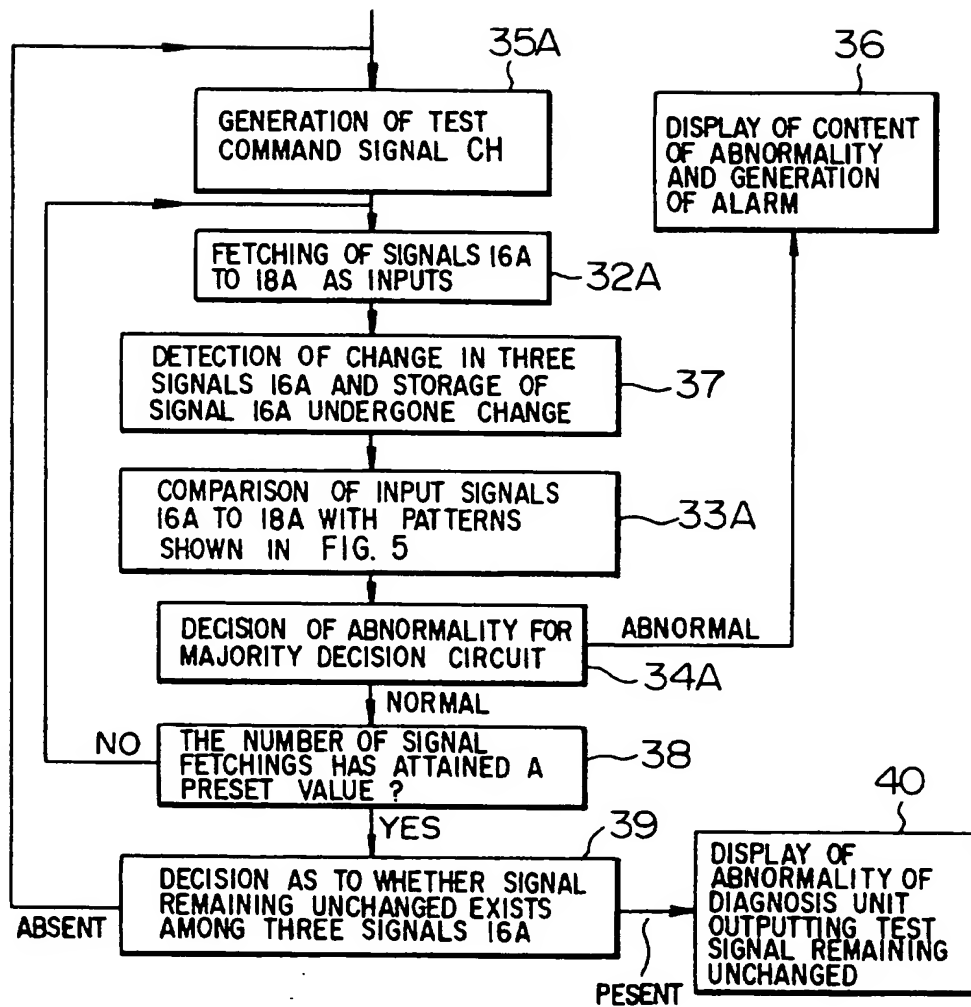 35A
GENERATION OF TEST
COMMAND SIGNAL CH
36
DISPLAY OF CONTENT
OF ABNORMALITY
AND GENERATION
OF ALARM
FETCHING OF SIGNALS 16A
TO 18A AS INPUTS
32A
DETECTION OF CHANGE IN THREE
SIGNALS 16A AND STORAGE OF
SIGNAL 16A UNDERGONE CHANGE
37
COMPARISON OF INPUT SIGNALS
16A TO 18A WITH PATTERNS
SHOWN IN FIG. 5
33A
DECISION OF ABNORMALITY FOR
MAJORITY DECISION CIRCUIT
ABNORMAL
34A
NORMAL
NO
THE NUMBER OF SIGNAL
FETCHINGS HAS ATTAINED A
PRESET VALUE ?
38
YES
39
DECISION AS TO WHETHER SIGNAL
REMAINING UNCHANGED EXISTS
AMONG THREE SIGNALS 16A
ABSENT
PESENT
40
DISPLAY OF
ABNORMALITY OF
DIAGNOSIS UNIT
OUTPUTTING TEST
SIGNAL REMAINING
UNCHANGED